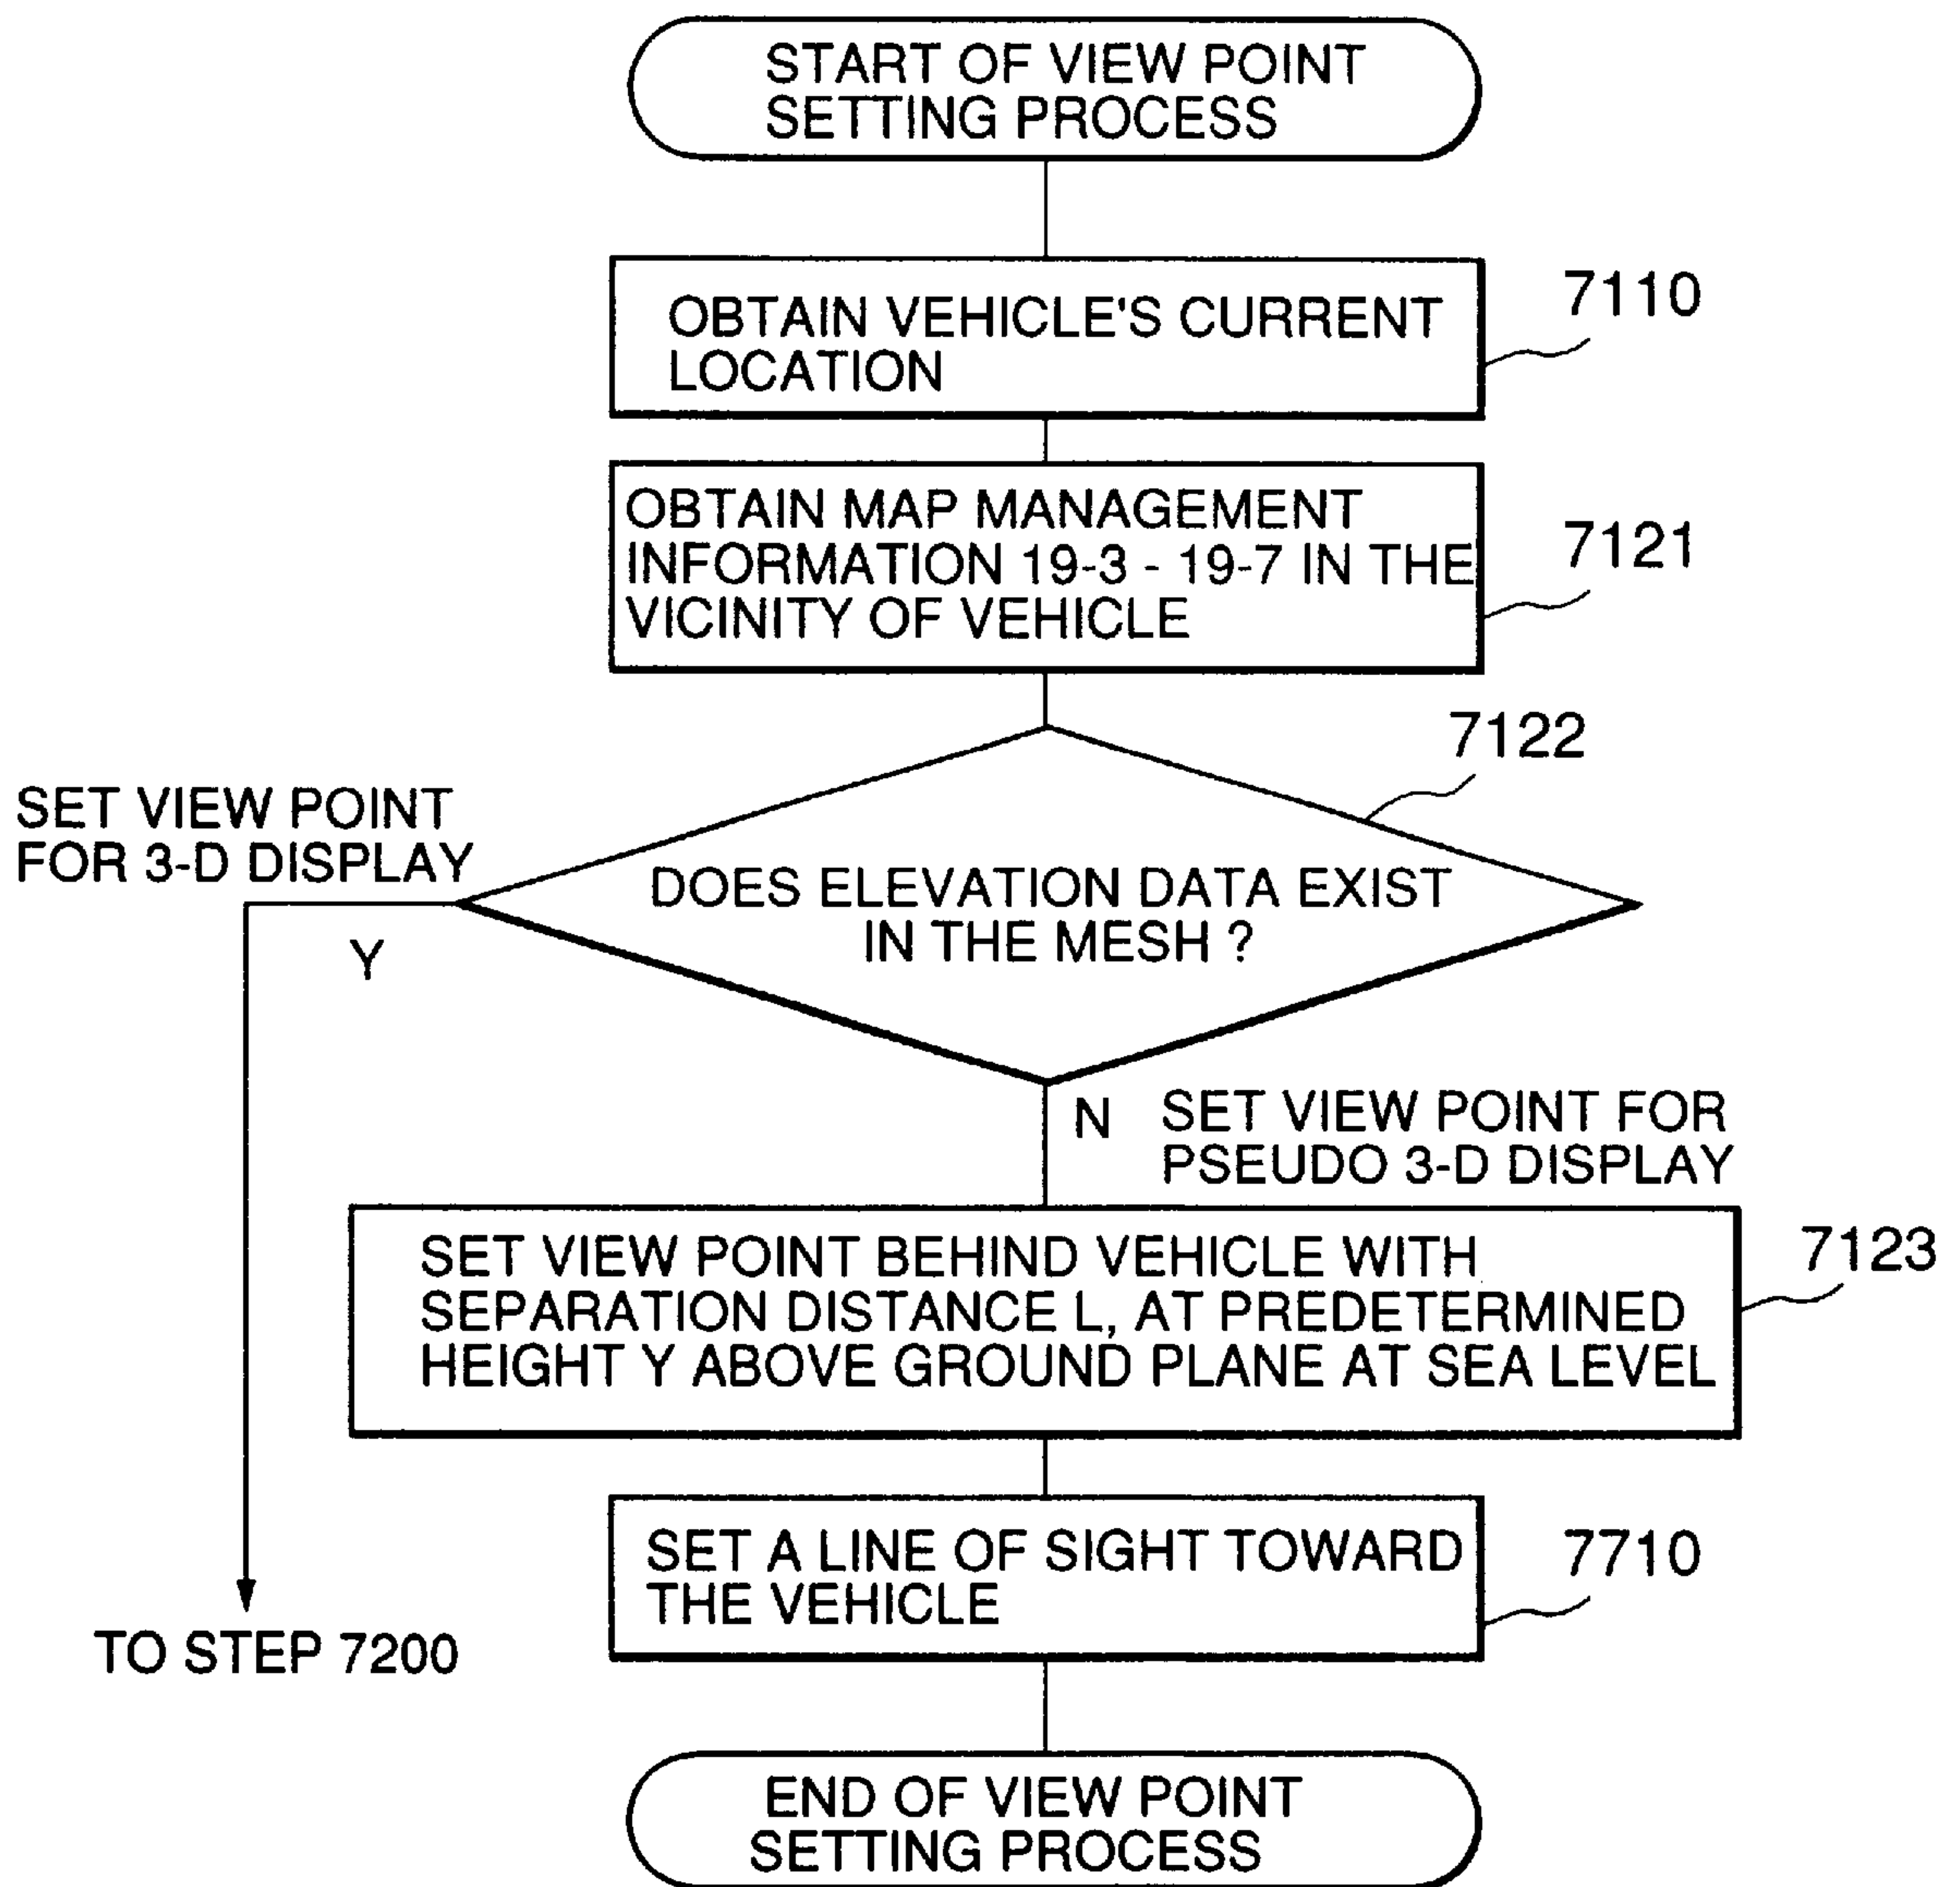 START OF VIEW POINT
SETTING PROCESS
OBTAIN VEHICLE'S CURRENT
LOCATION
7110
OBTAIN MAP MANAGEMENT
INFORMATION 19-3 - 19-7 IN THE
VICINITY OF VEHICLE
7121
7122
SET VIEW POINT
FOR 3-D DISPLAY
DOES ELEVATION DATA EXIST
IN THE MESH ?
Y
N
SET VIEW POINT FOR
PSEUDO 3-D DISPLAY
SET VIEW POINT BEHIND VEHICLE WITH
SEPARATION DISTANCE L, AT PREDETERMINED
HEIGHT Y ABOVE GROUND PLANE AT SEA LEVEL
7123
SET A LINE OF SIGHT TOWARD
THE VEHICLE
7710
TO STEP 7200
END OF VIEW POINT
SETTING PROCESS